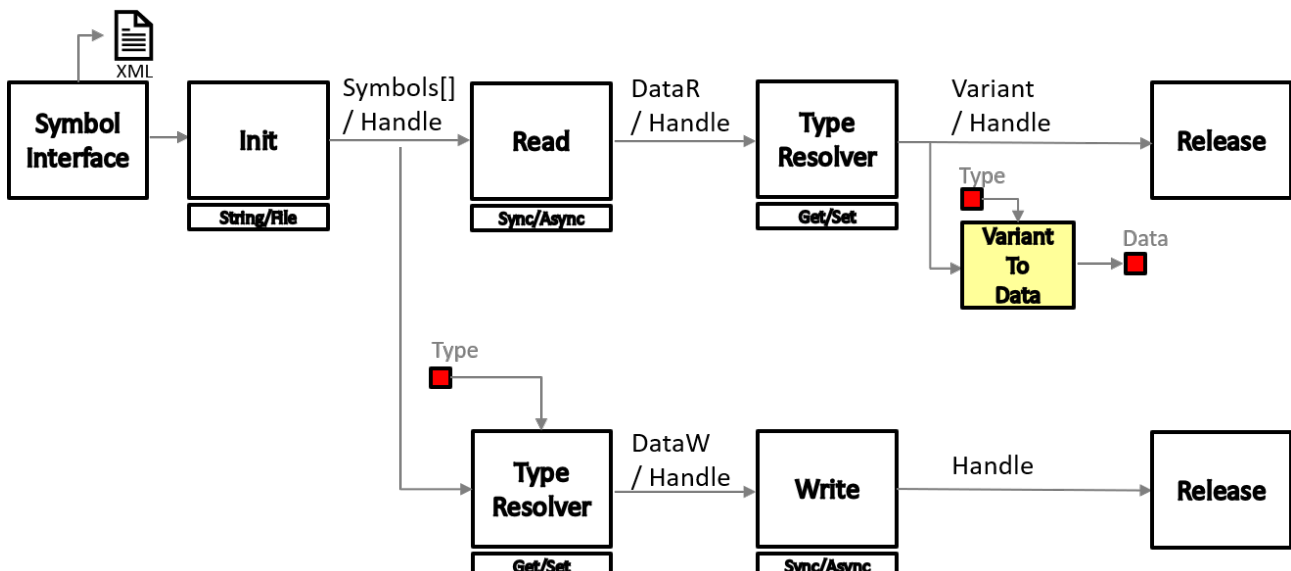 XML
Symbol
Interface
Init
String/File
Symbols[]
/ Handle
Read
Sync/Async
DataR
/ Handle
Type
Resolver
Get/Set
Variant
/ Handle
Release
Type
Variant
To
Data
Data
Type
Type
Resolver
Get/Set
DataW
/ Handle
Write
Sync/Async
Handle
Release